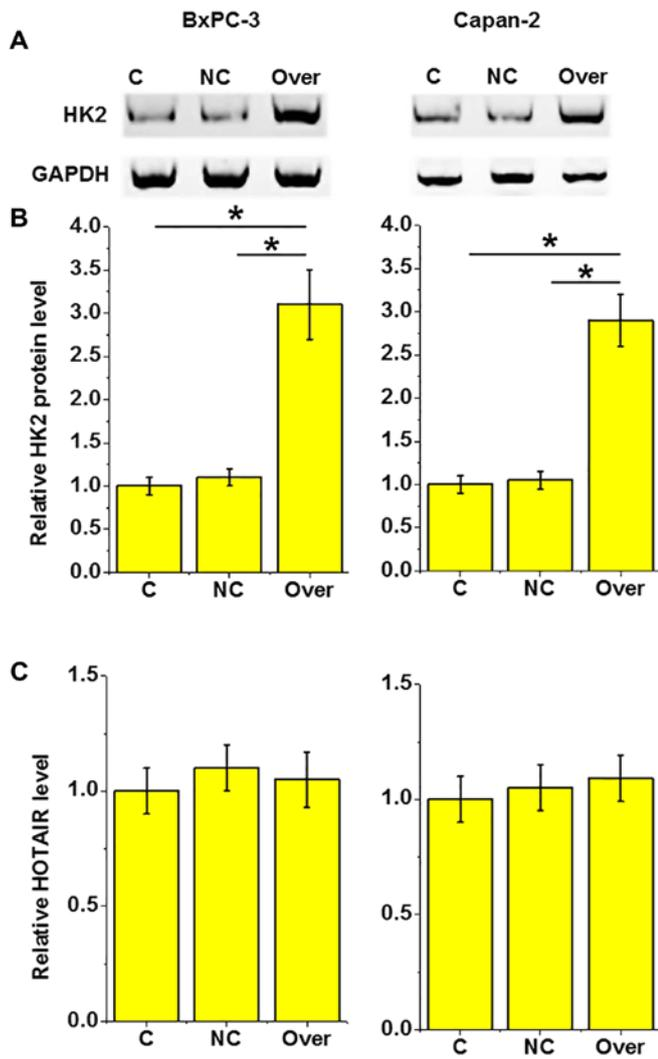 BxPC-3 Capan-2
A
C NC Over C NC Over
HK2
GAPDH
B
* *
* *
Relative HK2 protein level
4.0 4.0
3.5 3.5
3.0 3.0
2.5 2.5
2.0 2.0
1.5 1.5
1.0 1.0
0.5 0.5
0.0 0.0
C NC Over C NC Over
C
Relative HOTAIR level
1.5 1.5
1.0 1.0
0.5 0.5
0.0 0.0
C NC Over C NC Over